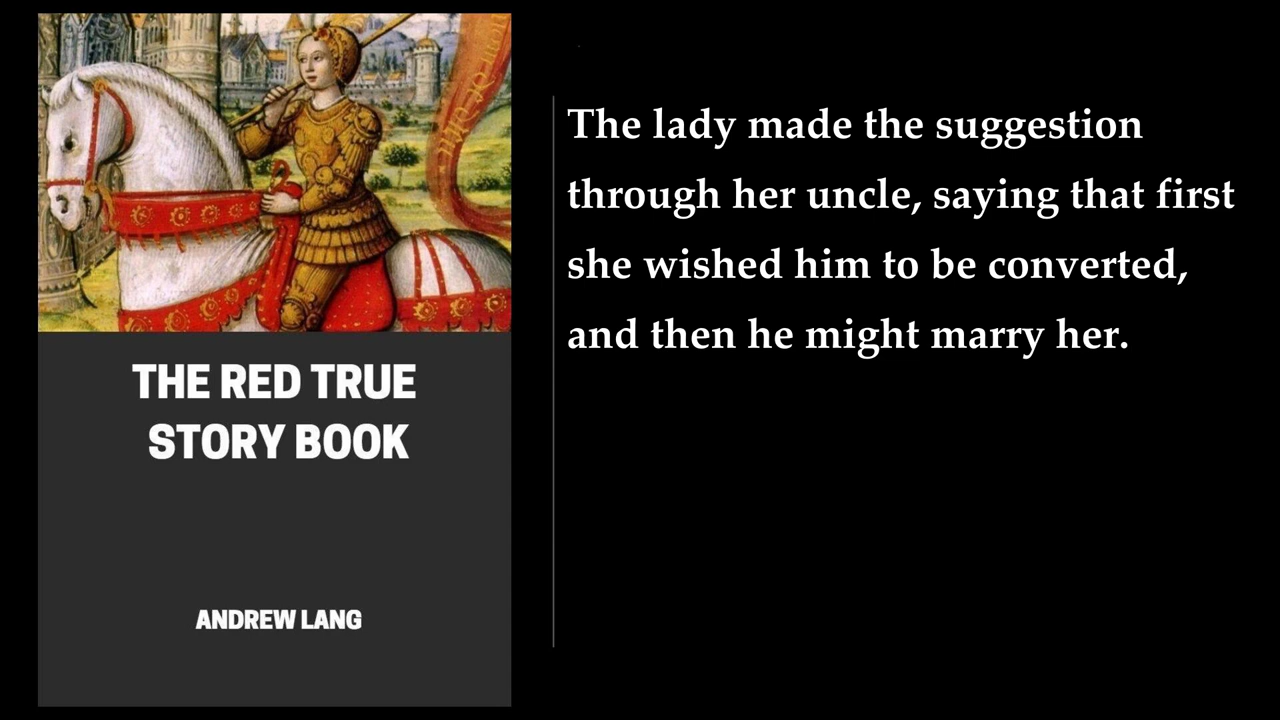 THE RED TRUE
STORY BOOK
ANDREW LANG
The lady made the suggestion
through her uncle, saying that first
she wished him to be converted,
and then he might marry her.